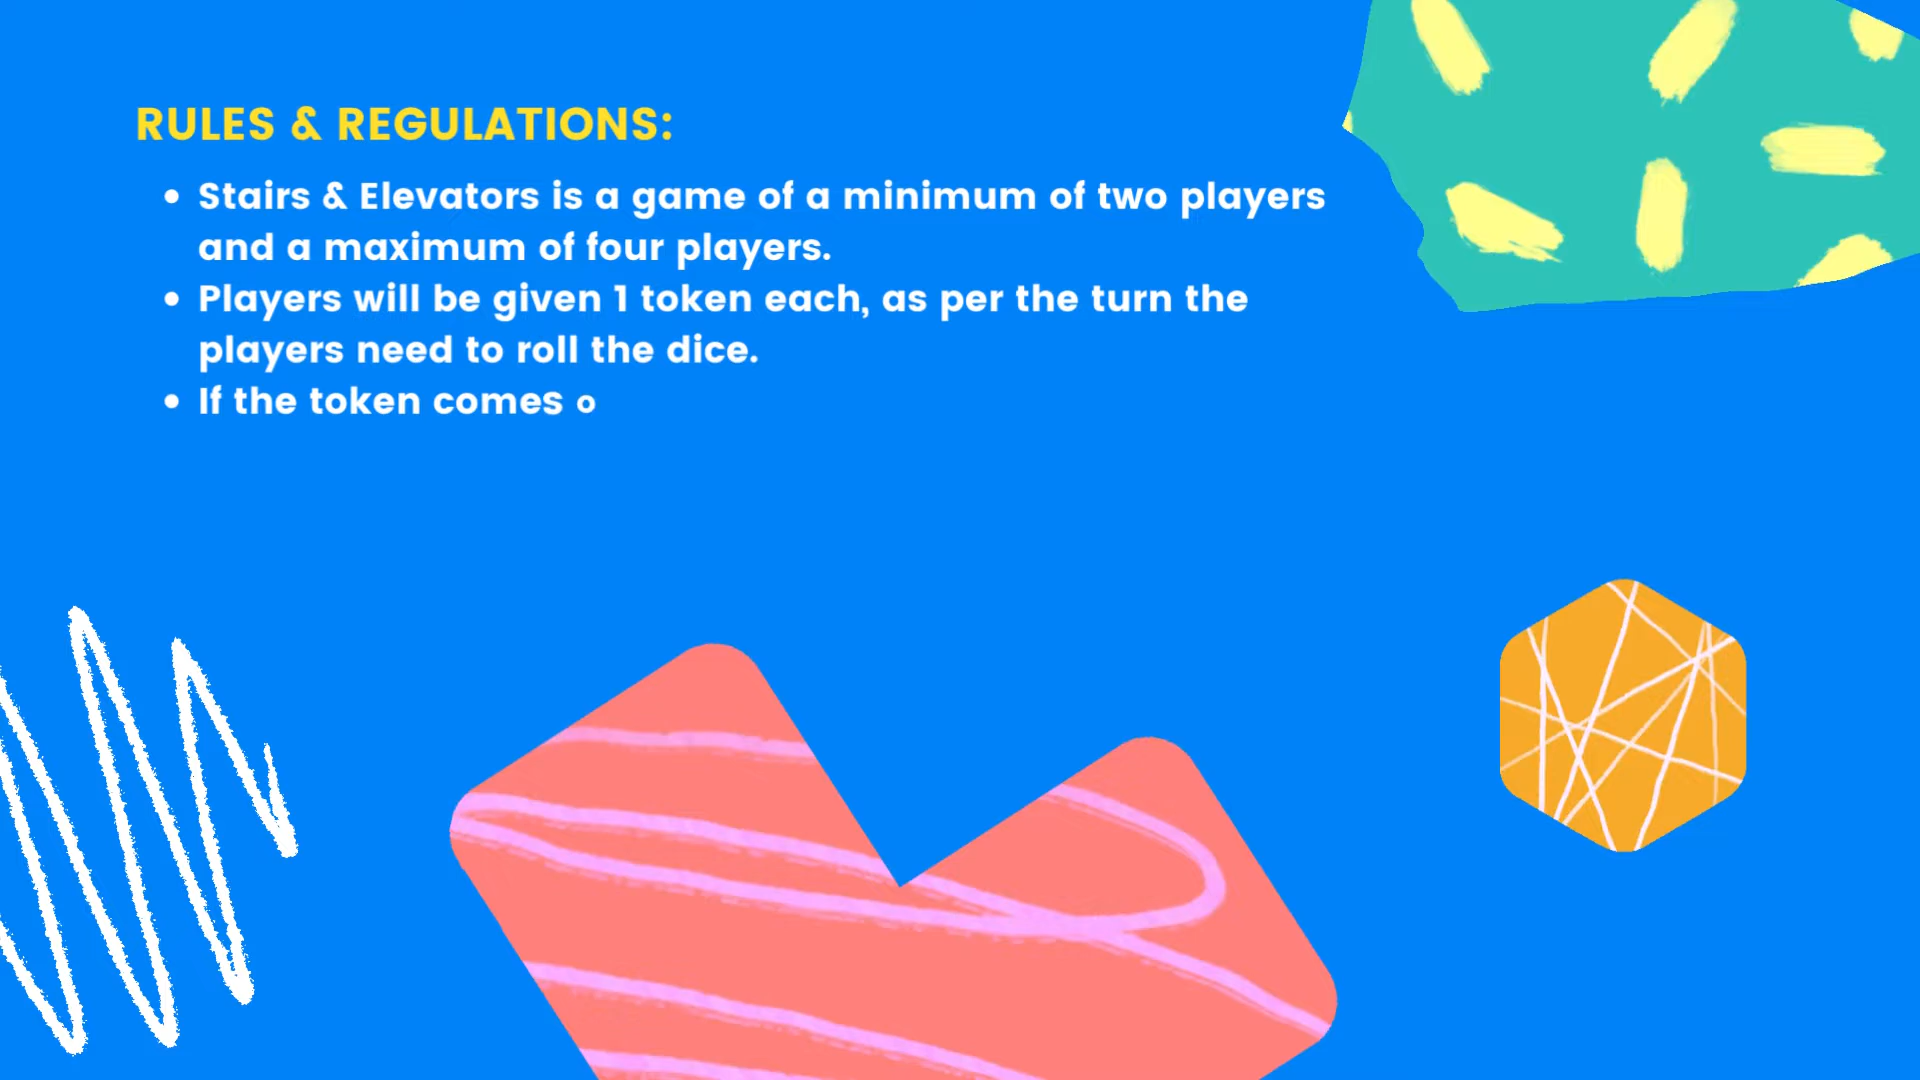 RULES & REGULATIONS:
• Stairs & Elevators is a game of a minimum of two players
and a maximum of four players.
• Players will be given 1 token each, as per the turn the
players need to roll the dice.
• If the token comes o